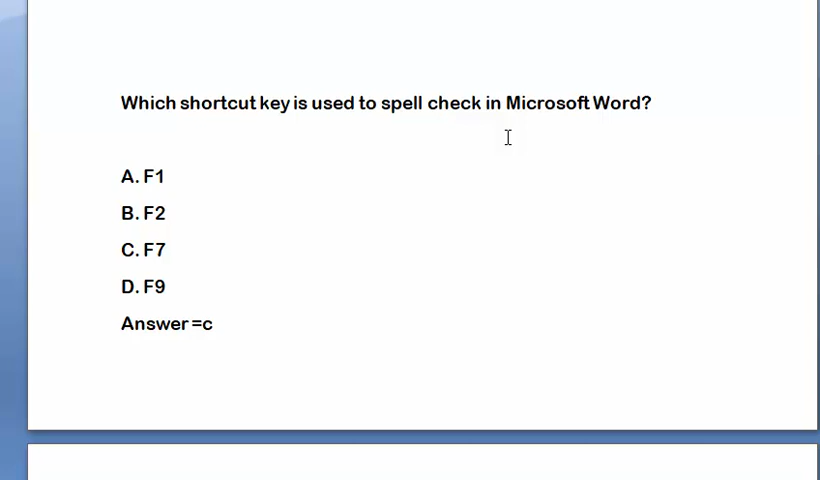 Which shortcut key is used to spell check in Microsoft Word?
A. F1
B. F2
C. F7
D. F9
Answer =c